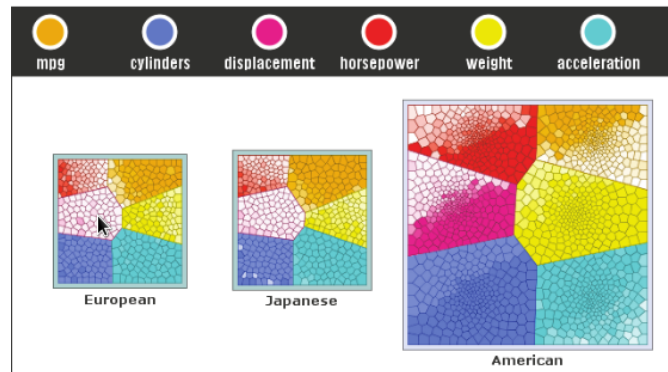 mpg cylinders displacement horsepower weight acceleration
European Japanese
American